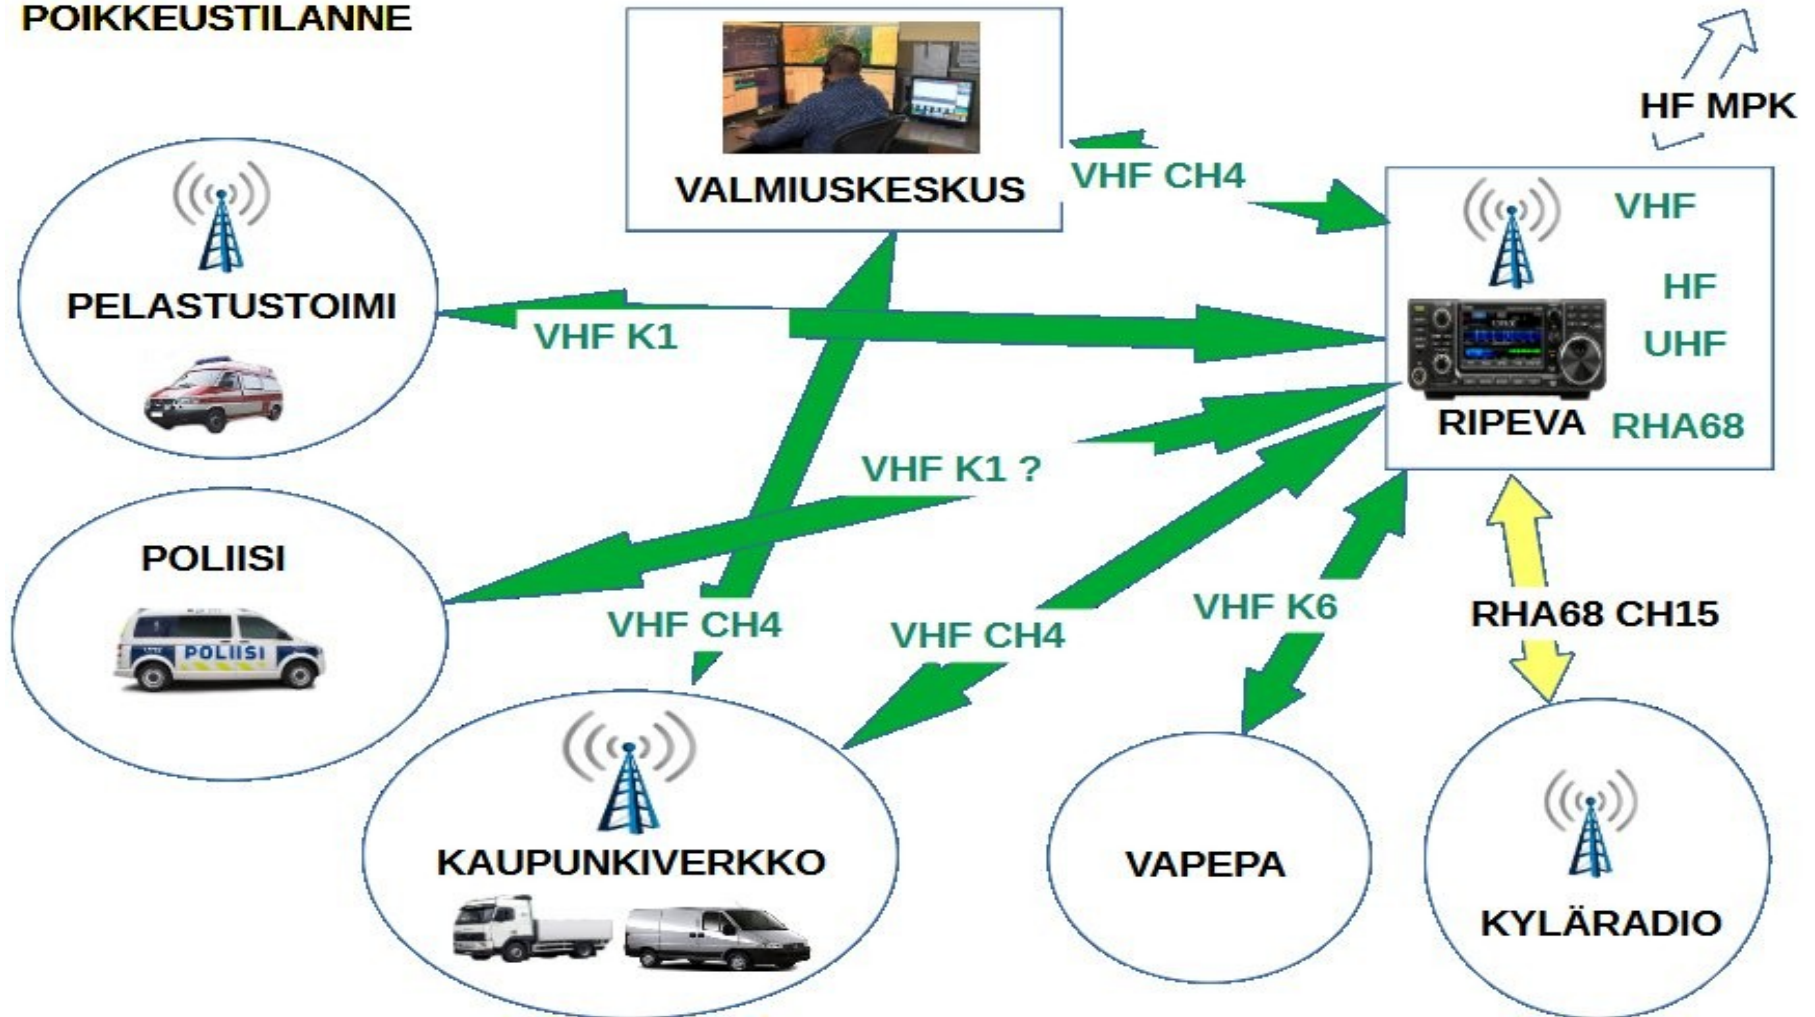 POIKKEUSTILANNE
HF MPK
VALMIUSKESKUS
VHF CH4
VHF
HF
UHF
RIPEVA
RHA68
PELASTUSTOIMI
VHF K1
VHF K1 ?
POLIISI
POLIISI
VHF CH4
VHF CH4
VHF K6
RHA68 CH15
KAUPUNKIVERKKO
VAPEPA
KYLÄRADIO